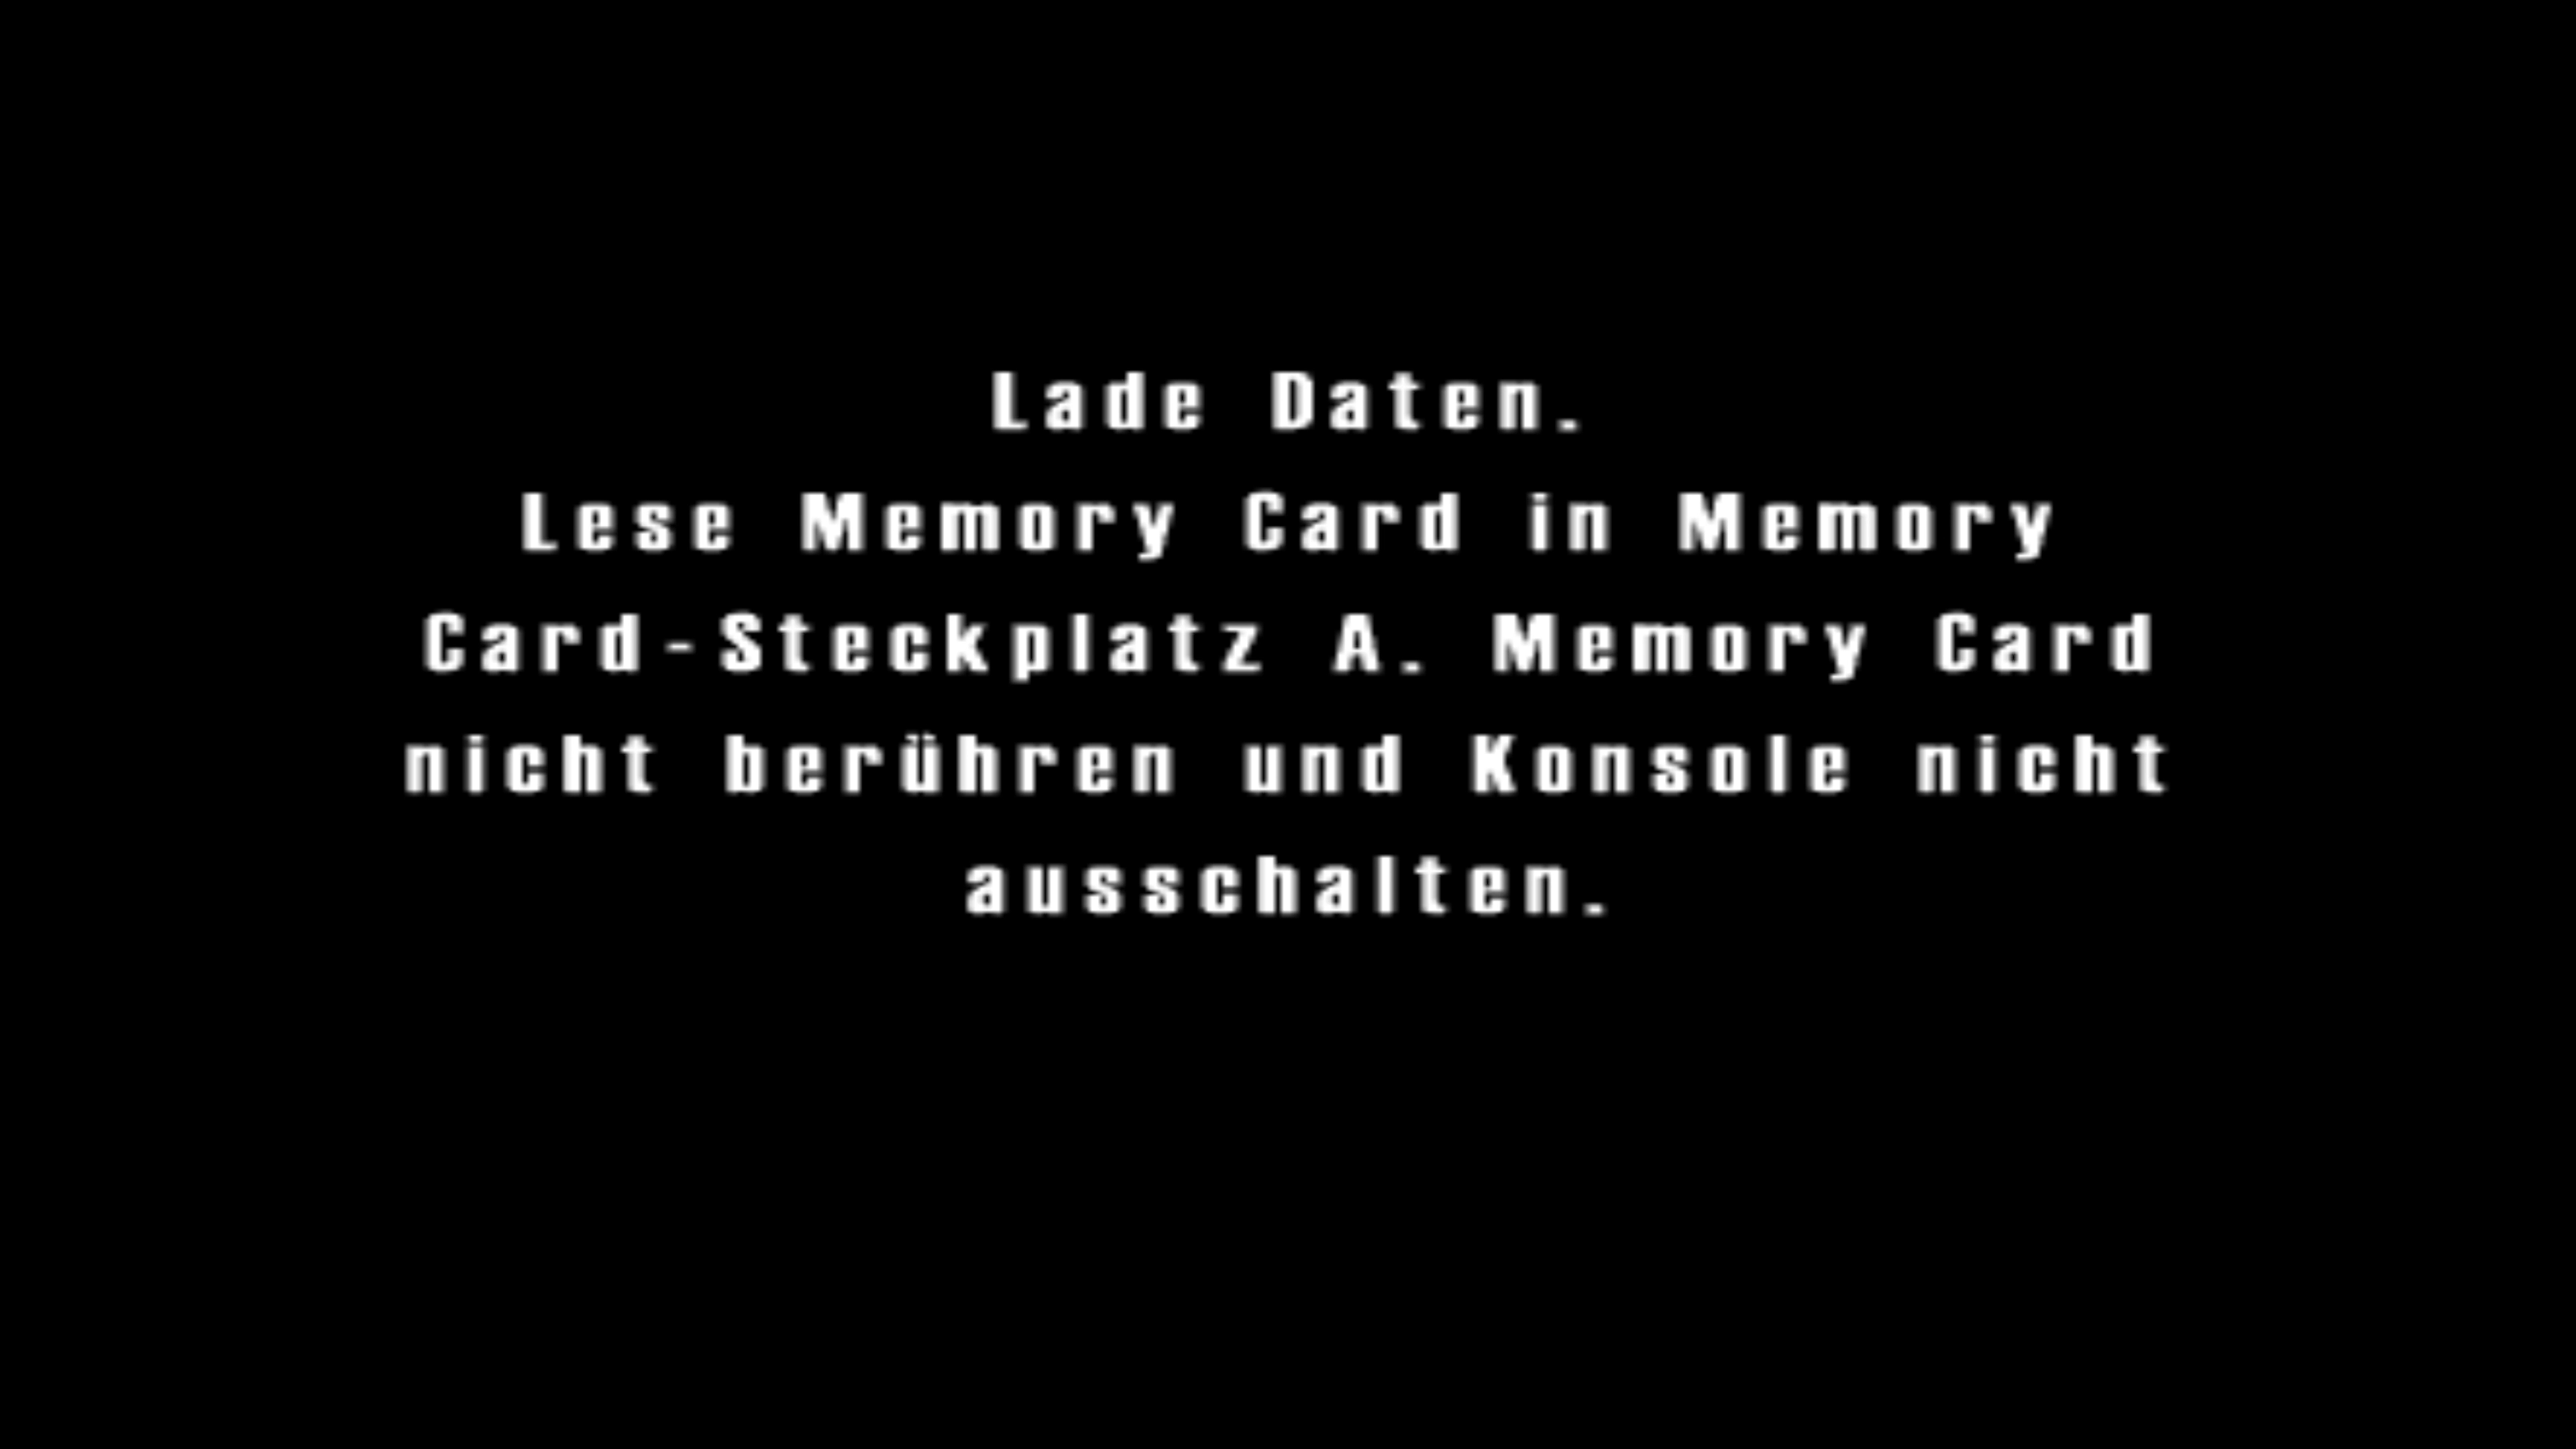 Lade Daten.
Lese Memory Card in Memory
Card-Steckplatz A. Memory Card
nicht berühren und Konsole nicht
ausschalten.